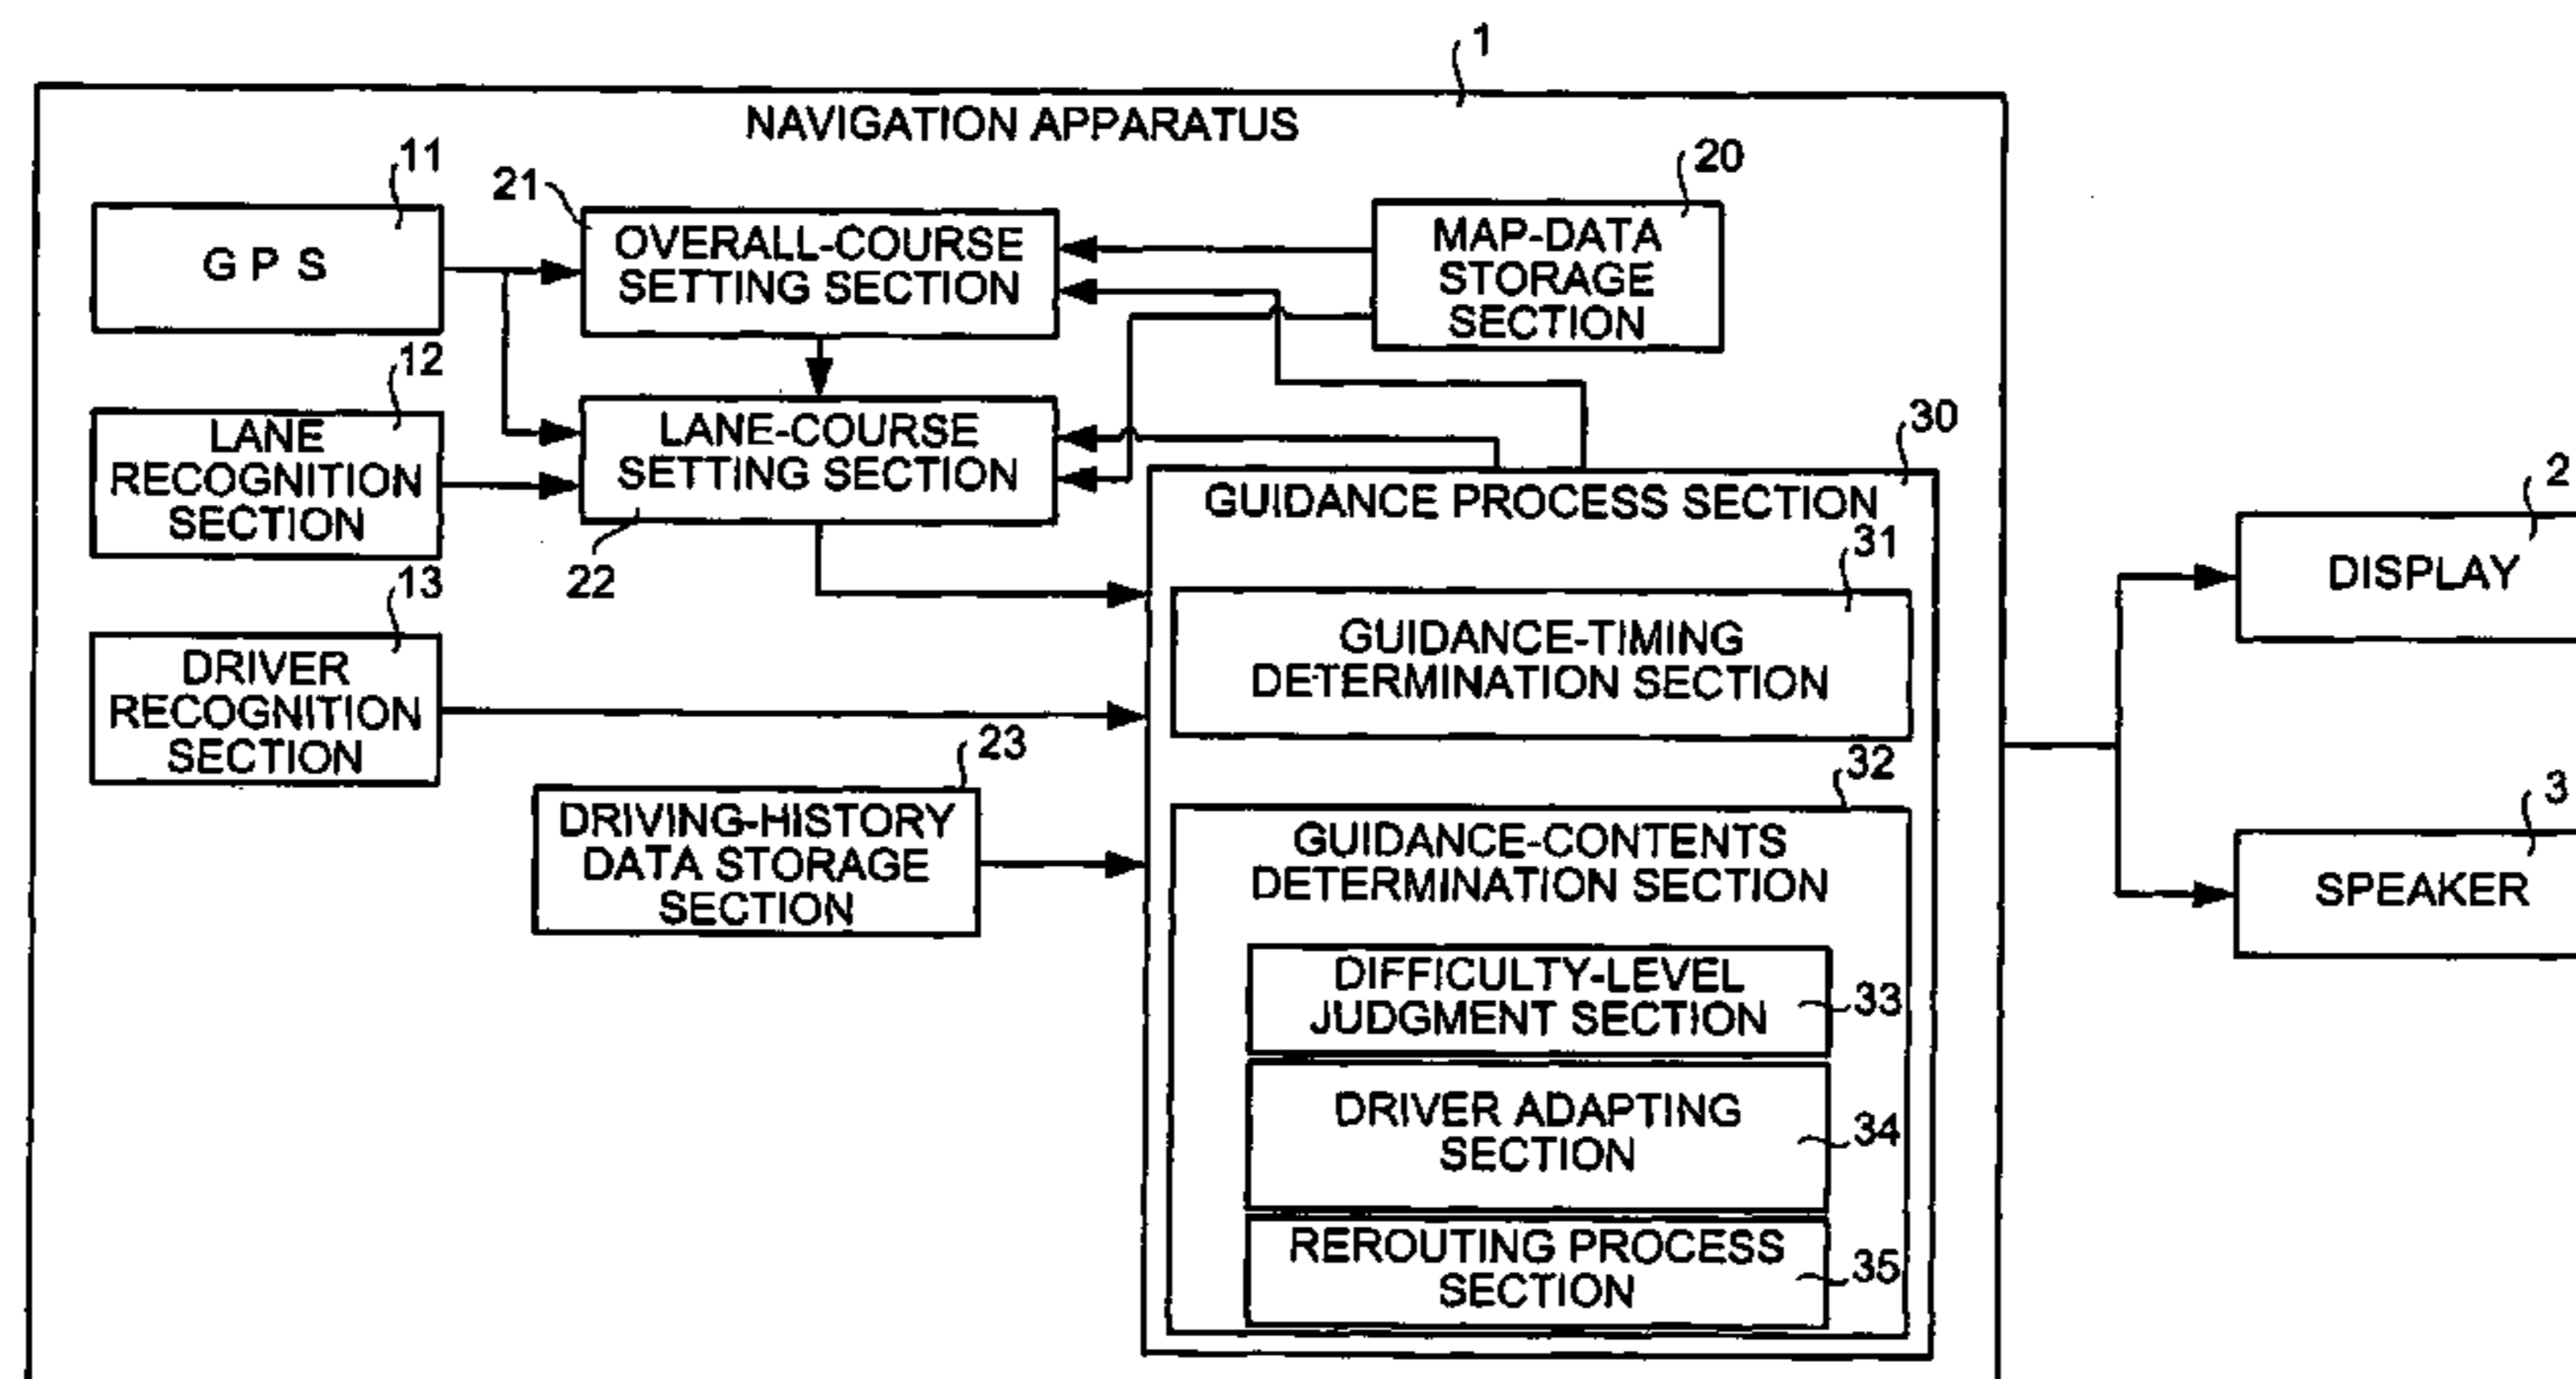 1
NAVIGATION APPARATUS
11
GPS
21
OVERALL-COURSE
SETTING SECTION
20
MAP-DATA
STORAGE
SECTION
12
LANE
RECOGNITION
SECTION
LANE-COURSE
SETTING SECTION
22
13
DRIVER
RECOGNITION
SECTION
23
DRIVING-HISTORY
DATA STORAGE
SECTION
30
GUIDANCE PROCESS SECTION
31
GUIDANCE-TIMING
DETERMINATION SECTION
32
GUIDANCE-CONTENTS
DETERMINATION SECTION
DIFFICULTY-LEVEL
JUDGMENT SECTION
33
DRIVER ADAPTING
SECTION
34
REROUTING PROCESS
SECTION
35
2
DISPLAY
3
SPEAKER